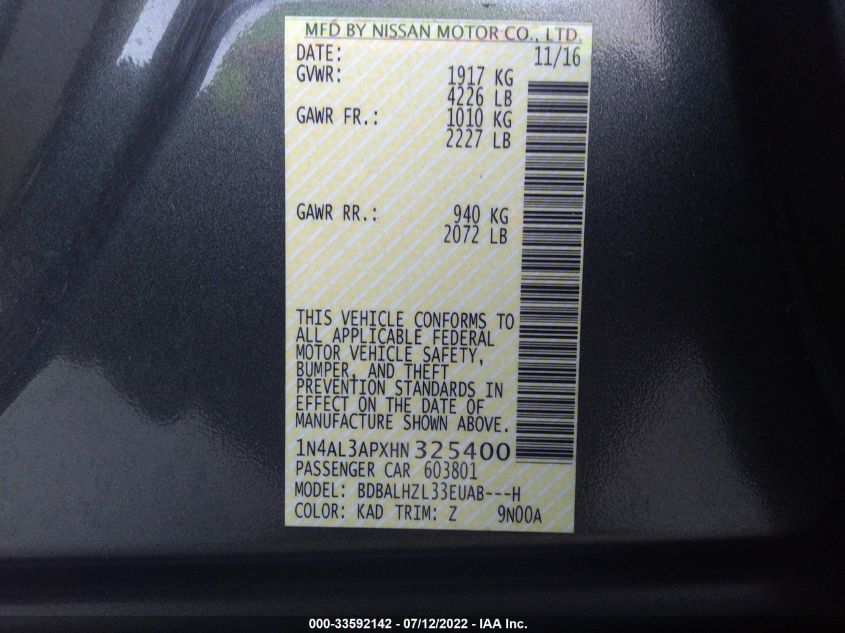 MFD BY NISSAN MOTOR CO., LTD.
DATE: 11/16
GVWR: 1917 KG
4226 LB
GAWR FR.: 1010 KG
2227 LB
GAWR RR.: 940 KG
2072 LB
THIS VEHICLE CONFORMS TO
ALL APPLICABLE FEDERAL
MOTOR VEHICLE SAFETY,
BUMPER, AND THEFT
PREVENTION STANDARDS IN
EFFECT ON THE DATE OF
MANUFACTURE SHOWN ABOVE.
1N4AL3APXHN325400
PASSENGER CAR 603801
MODEL: BDBALHZL33EUAB---H
COLOR: KAD TRIM: Z 9N00A
000-33592142 - 07/12/2022 - IAA Inc.